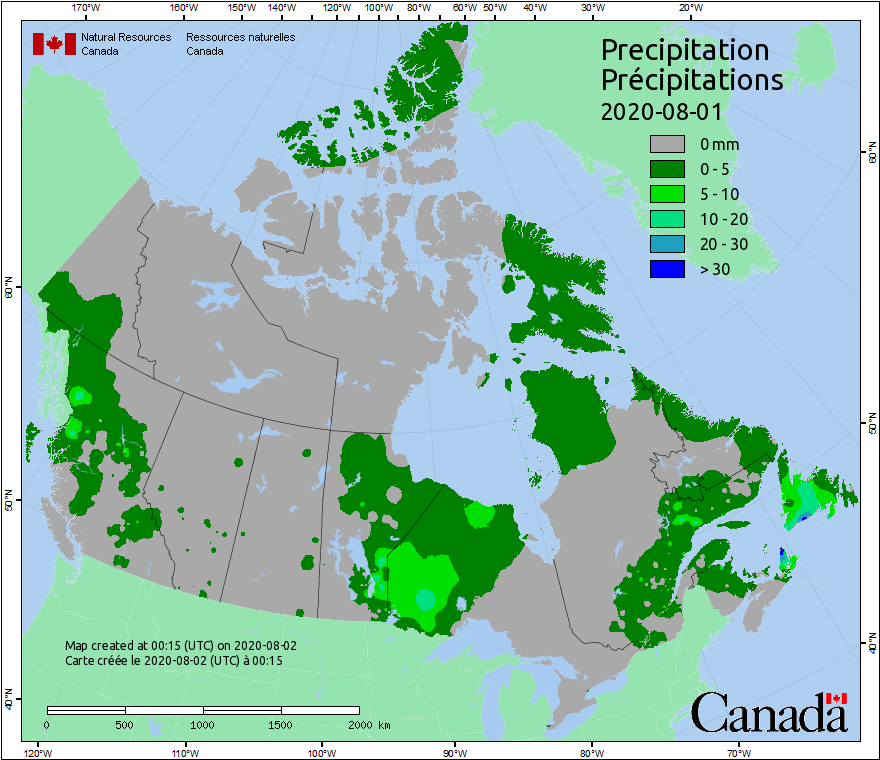 170°W 160°W 150°W 140°W 130°W 120°W 110°W 100°W 90°W 80°W 70°W 60°W 50°W 40°W 30°W 20°W
Natural Resources Canada
Ressources naturelles Canada
Precipitation
Précipitations
2020-08-01
0 mm
0 - 5
5 - 10
10 - 20
20 - 30
> 30
60°N
50°N
40°N
60°N
50°N
40°N
Map created at 00:15 (UTC) on 2020-08-02
Carte créée le 2020-08-02 (UTC) à 00:15
0 500 1000 1500 2000 km
Canada
120°W 110°W 100°W 90°W 80°W 70°W